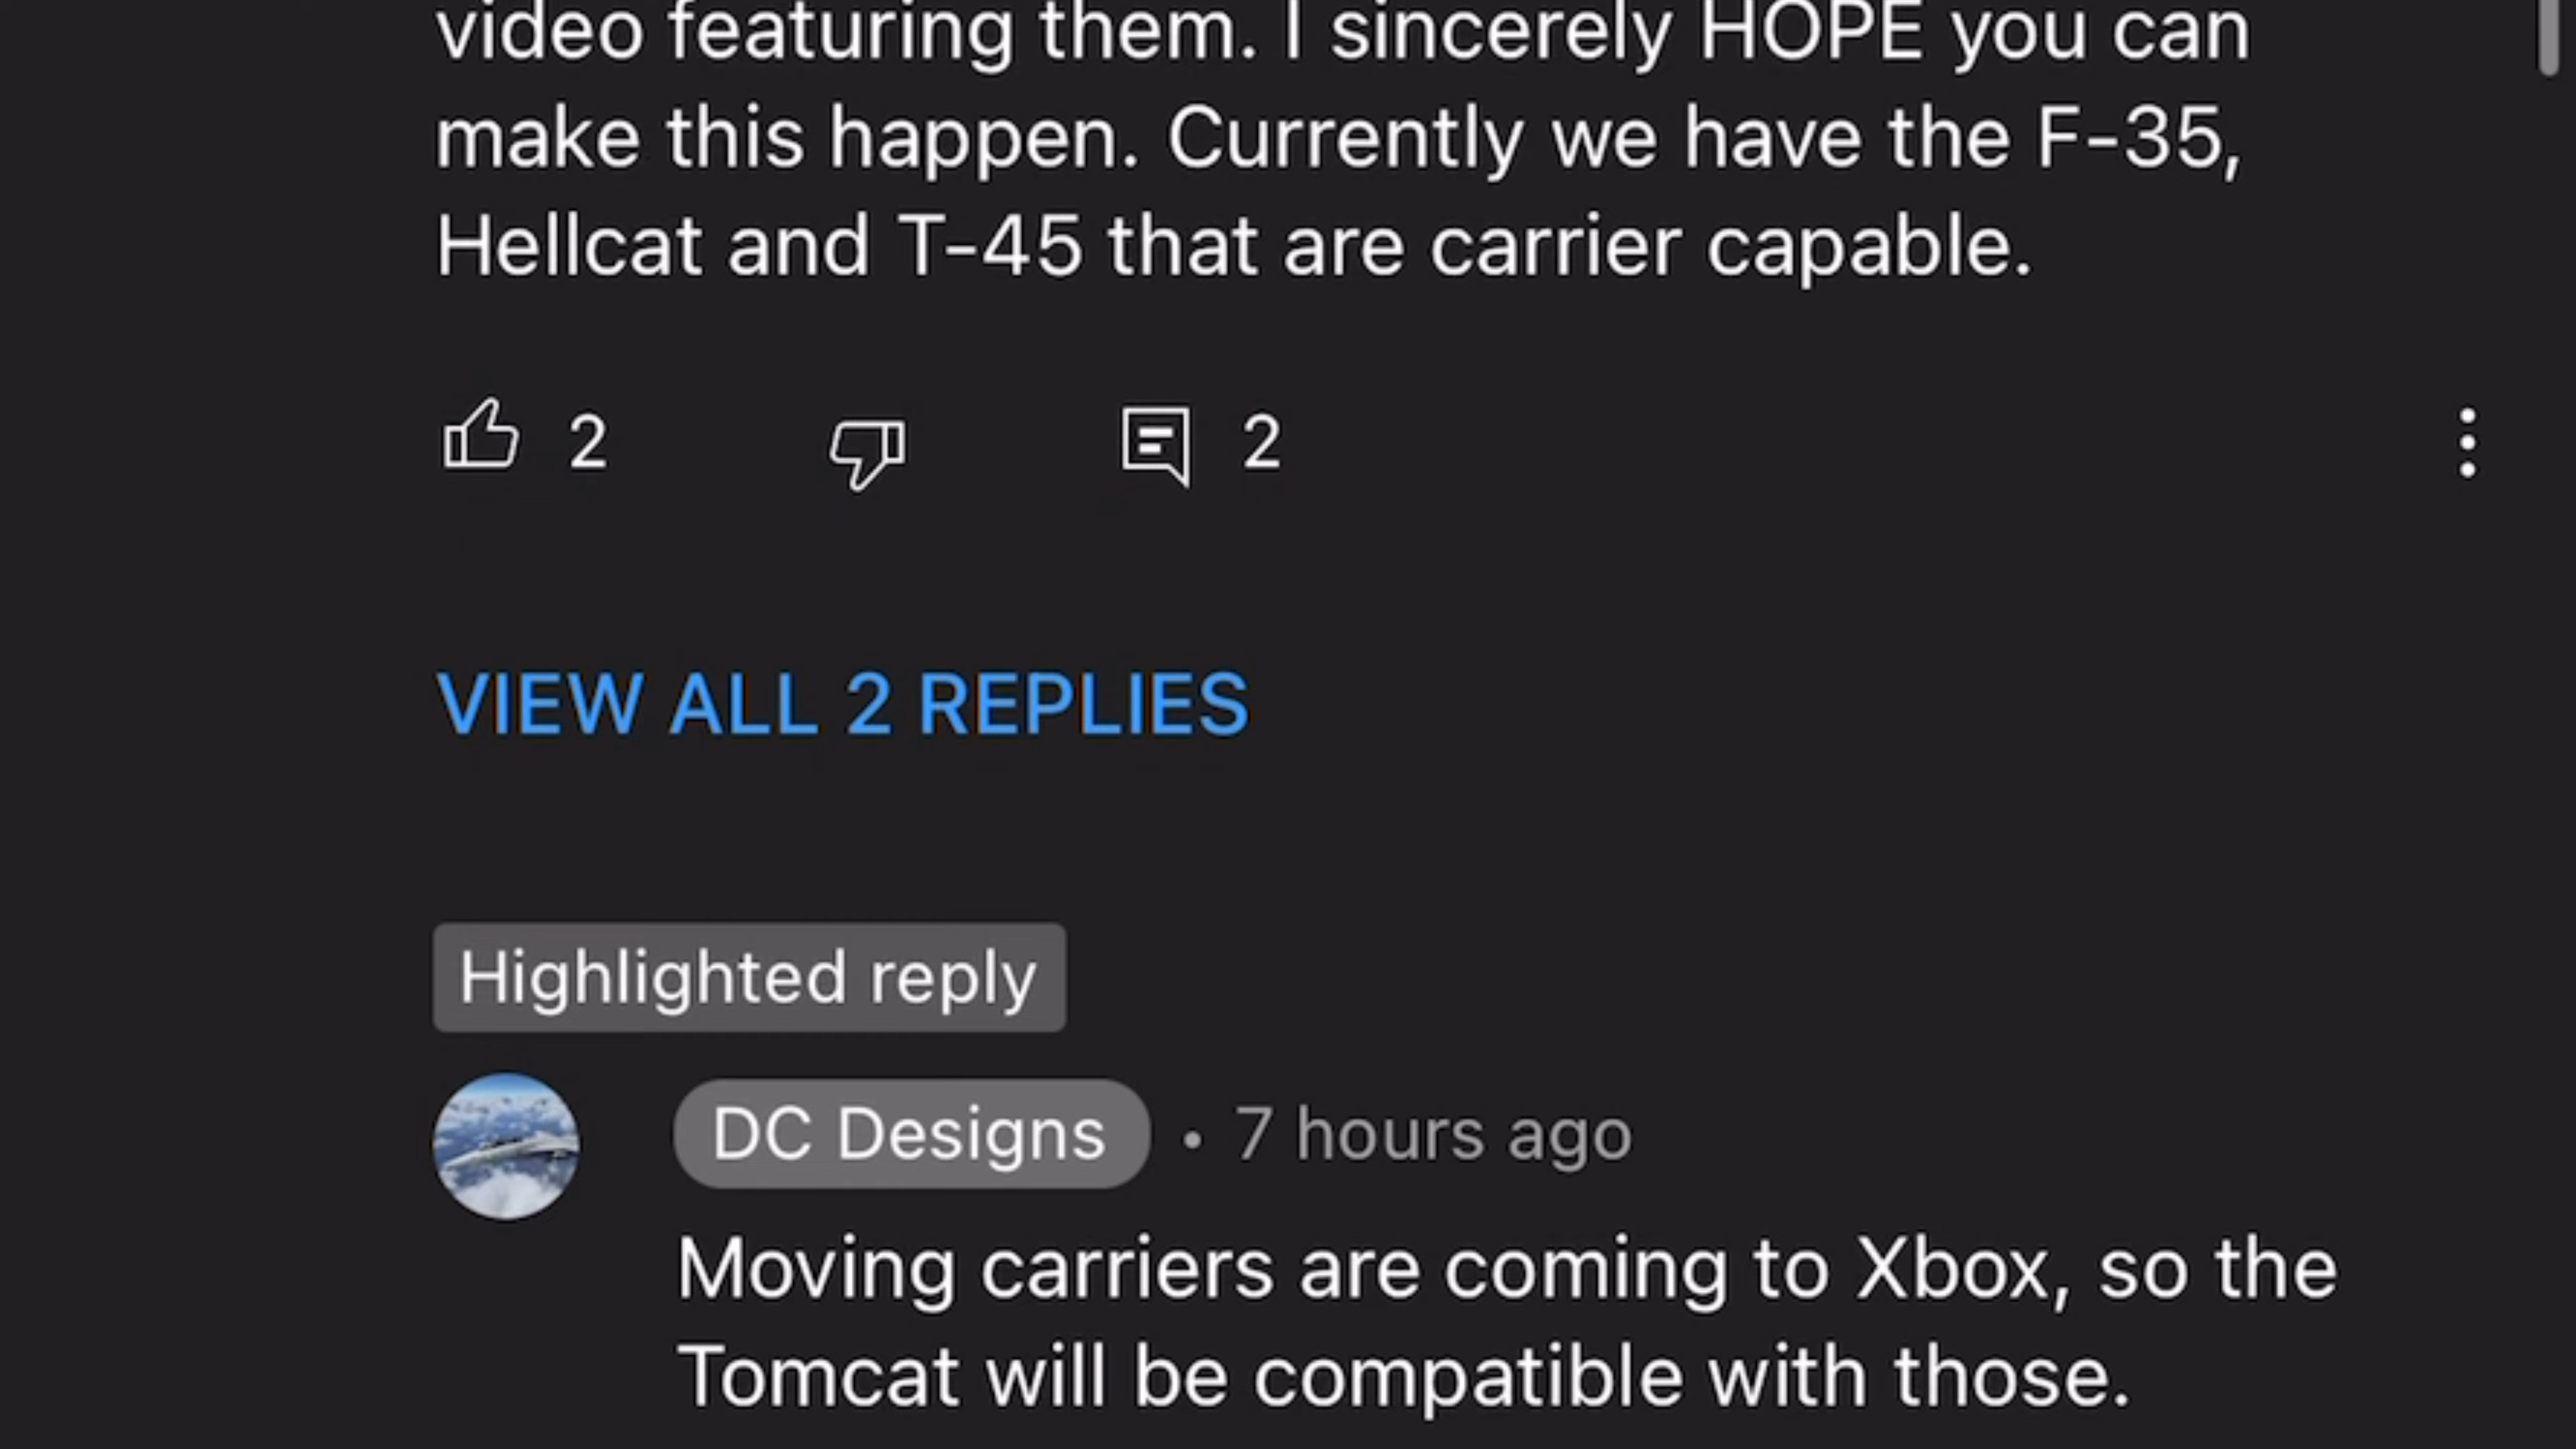 video featuring them. I sincerely HOPE you can
make this happen. Currently we have the F-35,
Hellcat and T-45 that are carrier capable.
2
2
VIEW ALL 2 REPLIES
Highlighted reply
DC Designs • 7 hours ago
Moving carriers are coming to Xbox, so the
Tomcat will be compatible with those.